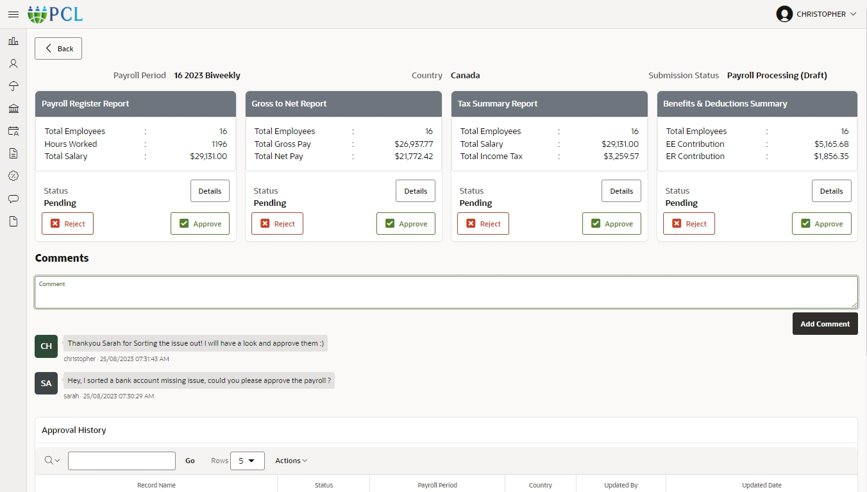 PCL
CHRISTOPHER
Back
Payroll Period 16 2023 Biweekly Country Canada Submission Status Payroll Processing (Draft)
Payroll Register Report
Total Employees : 16
Hours Worked : 1196
Total Salary : $29,131.00
Status
Pending
Details
Reject
Approve
Gross to Net Report
Total Employees : 16
Total Gross Pay : $26,937.77
Total Net Pay : $21,772.42
Status
Pending
Details
Reject
Approve
Tax Summary Report
Total Employees : 16
Total Salary : $29,131.00
Total Income Tax : $3,259.57
Status
Pending
Details
Reject
Approve
Benefits & Deductions Summary
Total Employees : 16
EE Contribution : $5,165.68
ER Contribution : $1,856.35
Status
Pending
Details
Reject
Approve
Comments
Comment
Add Comment
CH
Thankyou Sarah for Sorting the issue out! I will have a look and approve them :)
christopher 25/08/2023 07:31:43 AM
SA
Hey, I sorted a bank account missing issue, could you please approve the payroll ?
sarah 25/08/2023 07:30:29 AM
Approval History
Go Rows 5 Actions
Record Name Status Payroll Period Country Updated By Updated Date